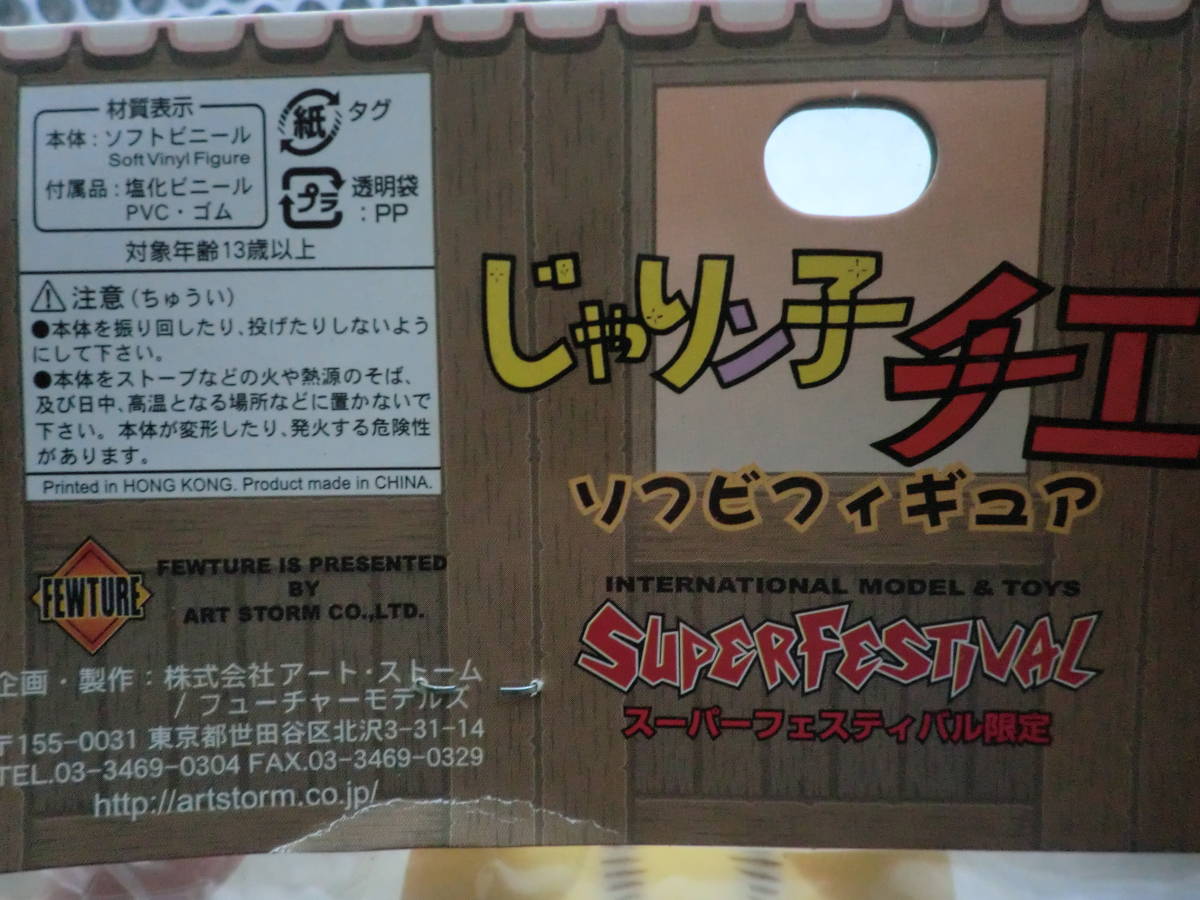 材質表示
本体：ソフトビニール
Soft Vinyl Figure
付属品：塩化ビニール
PVC・ゴム
紙 タグ
プラ 透明袋
：PP
対象年齢13歳以上
注意（ちゅうい）
●本体を振り回したり、投げたりしないよう
にして下さい。
●本体をストーブなどの火や熱源のそば、
及び日中、高温となる場所などに置かないで
下さい。本体が変形したり、発火する危険性
があります。
Printed in HONG KONG. Product made in CHINA.
FEWTURE
FEWTURE IS PRESENTED
BY
ART STORM CO.,LTD.
企画・製作：株式会社アート・ストーム
/ フューチャーモデルズ
〒155-0031 東京都世田谷区北沢3-31-14
TEL.03-3469-0304 FAX.03-3469-0329
http://artstorm.co.jp/
じゃりン子チエ
ソフビフィギュア
INTERNATIONAL MODEL & TOYS
SUPERFESTIVAL
スーパーフェスティバル限定